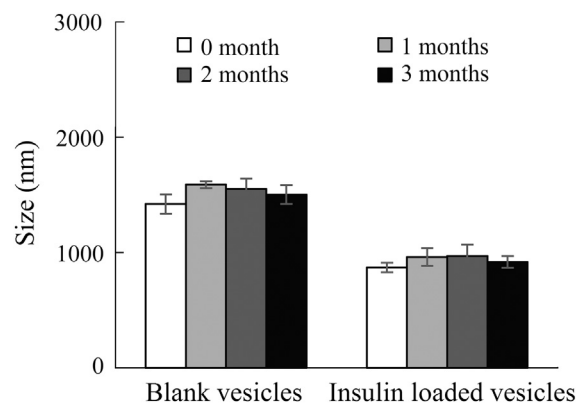 3000
0 month
1 months
2 months
3 months
2000
Size (nm)
1000
0
Blank vesicles
Insulin loaded vesicles